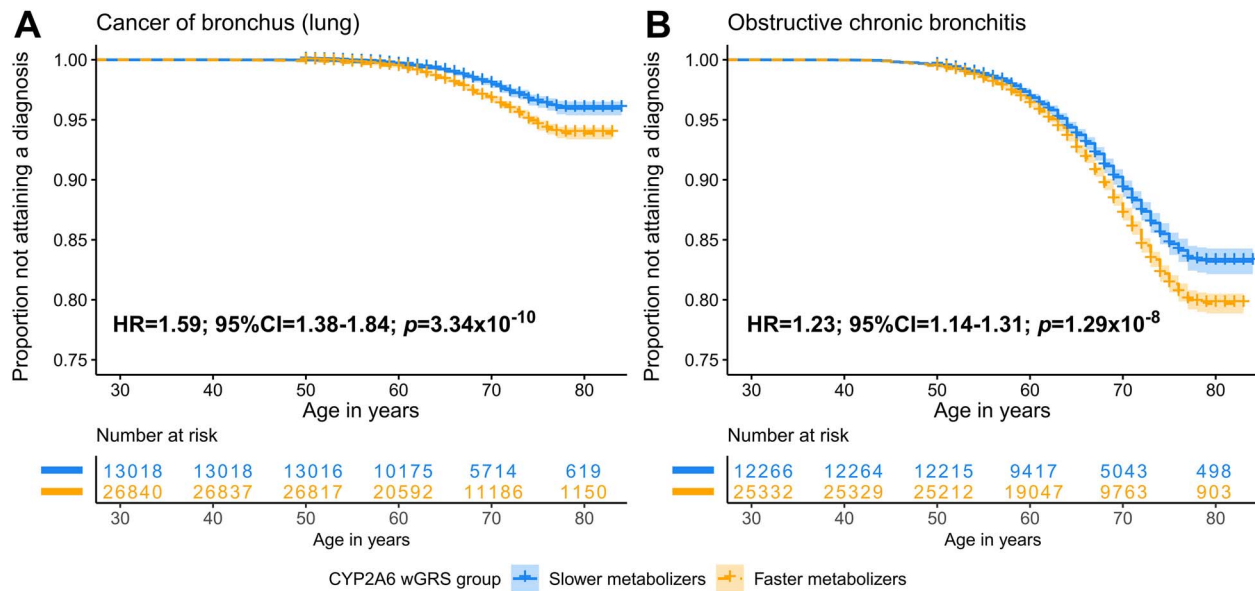 A Cancer of bronchus (lung)
Proportion not attaining a diagnosis
1.00
0.95
0.90
0.85
0.80
0.75
HR=1.59; 95%CI=1.38-1.84; p=3.34x10-10
30 40 50 60 70 80
Age in years
Number at risk
13018 13018 13016 10175 5714 619
26840 26837 26817 20592 11186 1150
30 40 50 60 70 80
Age in years
B Obstructive chronic bronchitis
Proportion not attaining a diagnosis
1.00
0.95
0.90
0.85
0.80
0.75
HR=1.23; 95%CI=1.14-1.31; p=1.29x10-8
30 40 50 60 70 80
Age in years
Number at risk
12266 12264 12215 9417 5043 498
25332 25329 25212 19047 9763 903
30 40 50 60 70 80
Age in years
CYP2A6 wGRS group Slower metabolizers Faster metabolizers